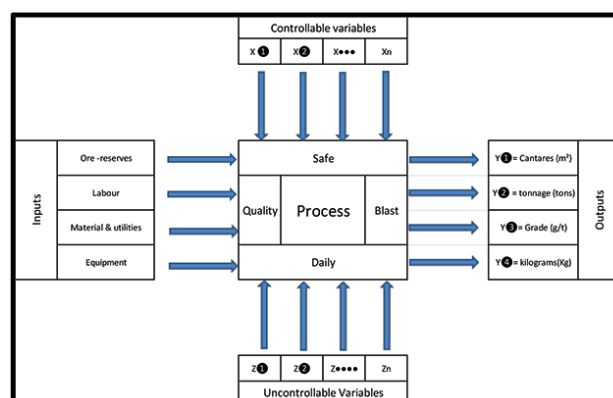 Controllable variables
X❶ X❷ X●●● Xn
Inputs
Ore -reserves
Labour
Material & utilities
Equipment
Safe
Quality
Process
Blast
Daily
Y❶= Cantares (m²)
Y❷= tonnage (tons)
Y❸= Grade (g/t)
Y❹= kilograms(Kg)
Outputs
Z❶ Z❷ Z●●●● Zn
Uncontrollable Variables